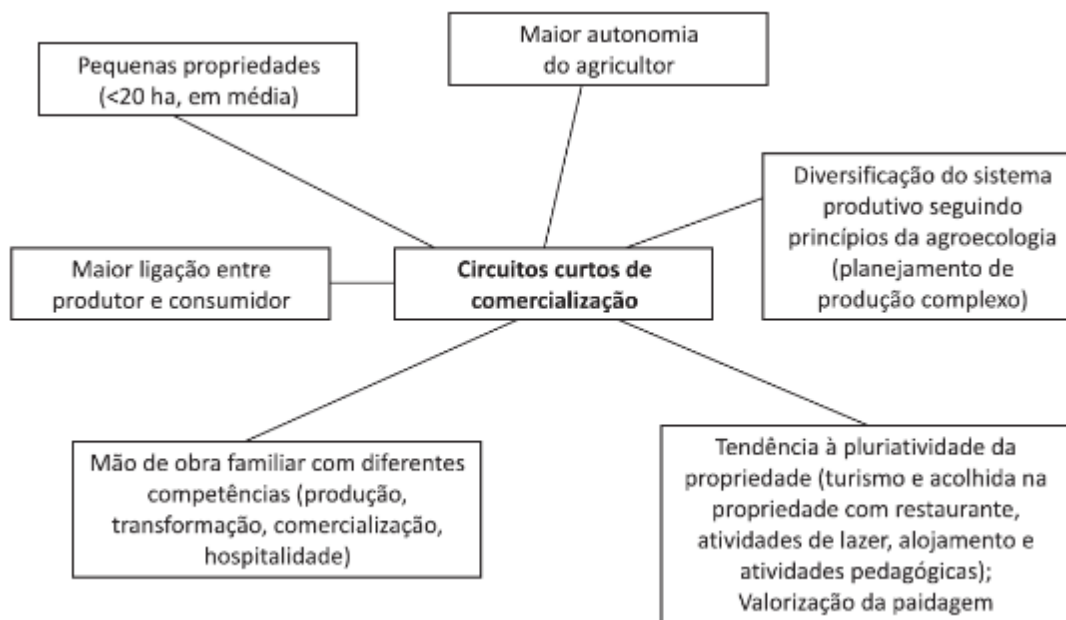 Maior autonomia
do agricultor
Pequenas propriedades
(<20 ha, em média)
Diversificação do sistema
produtivo seguindo
princípios da agroecologia
(planejamento de
produção complexo)
Maior ligação entre
produtor e consumidor
Circuitos curtos de
comercialização
Mão de obra familiar com diferentes
competências (produção,
transformação, comercialização,
hospitalidade)
Tendência à pluriatividade da
propriedade (turismo e acolhida na
propriedade com restaurante,
atividades de lazer, alojamento e
atividades pedagógicas);
Valorização da paidagem